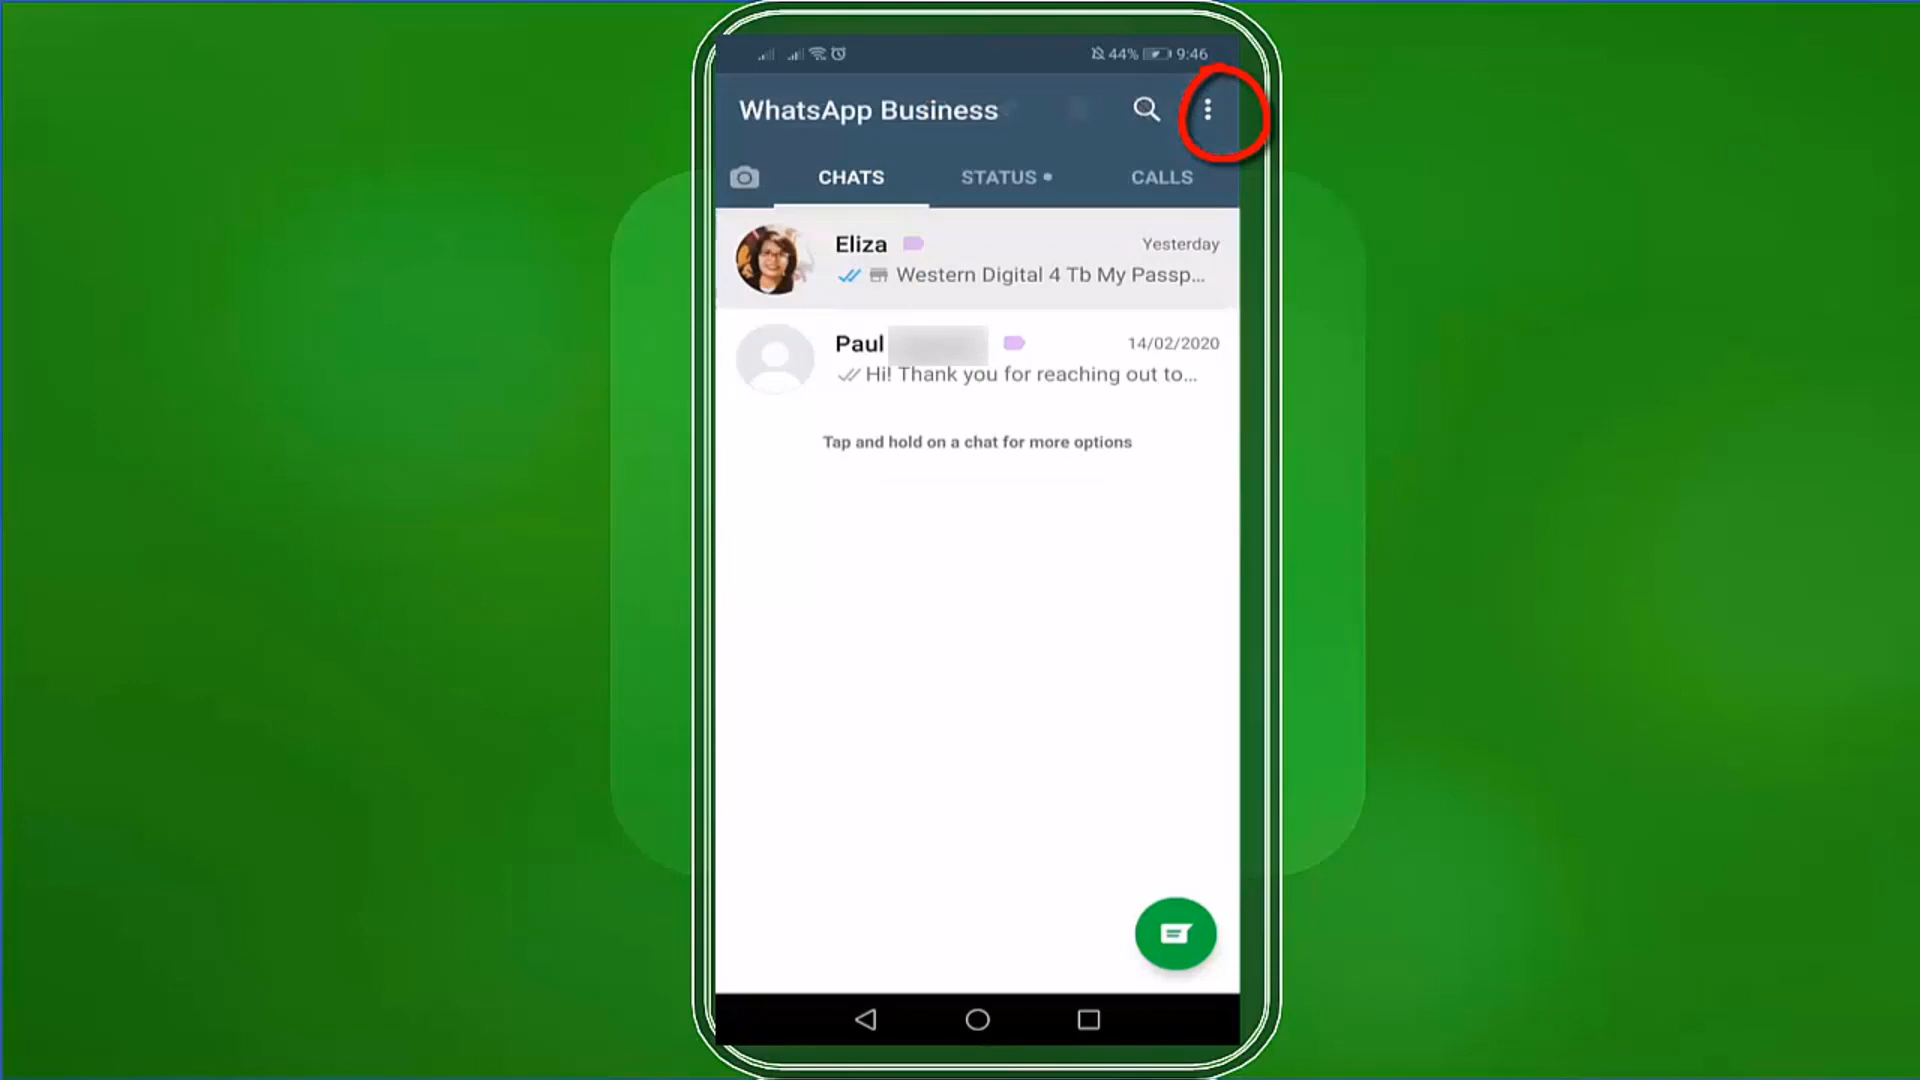 44% 9:46
WhatsApp Business
CHATS STATUS CALLS
Eliza Yesterday
Western Digital 4 Tb My Passp...
Paul 14/02/2020
Hi! Thank you for reaching out to...
Tap and hold on a chat for more options